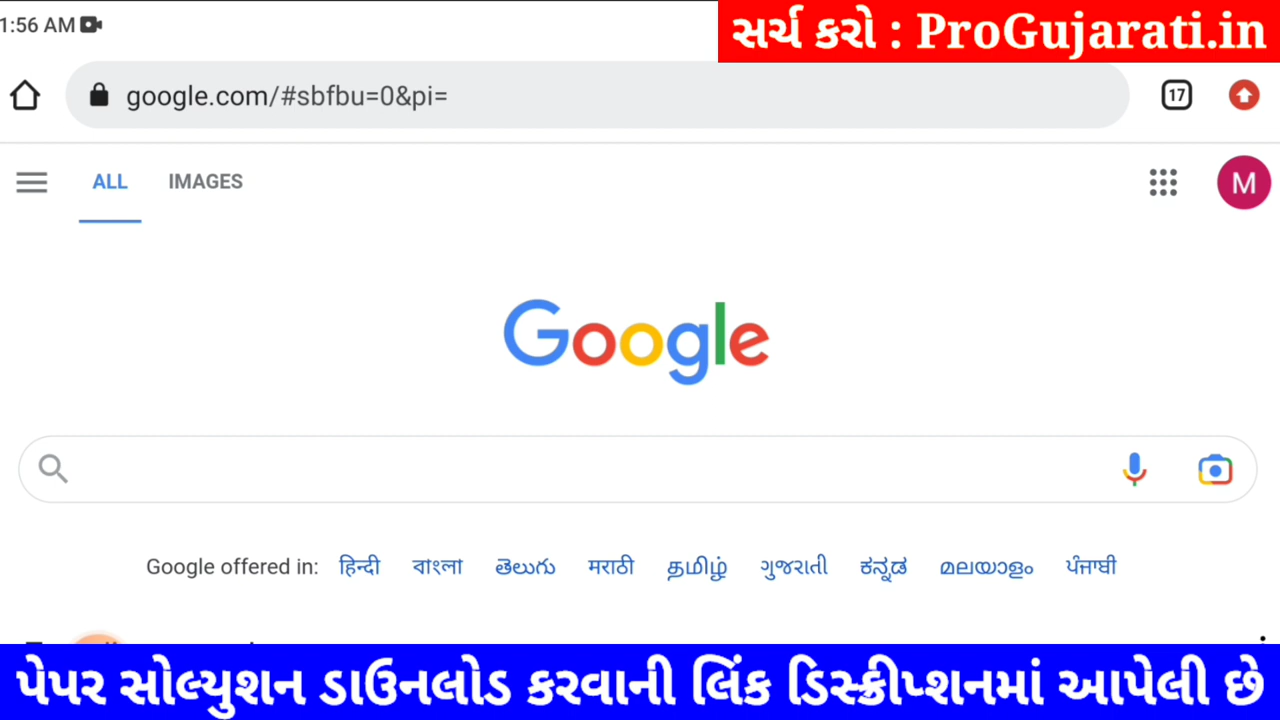 1:56 AM
સર્ચ કરો : ProGujarati.in
google.com/#sbfbu=0&pi=
17
ALL IMAGES
M
Google
Google offered in: हिन्दी বাংলা తెలుగు मराठी தமிழ் ગુજરાતી ಕನ್ನಡ മലയാളം ਪੰਜਾਬੀ
પેપર સોલ્યુશન ડાઉનલોડ કરવાની લિંક ડિસ્ક્રીપ્શનમાં આપેલી છે